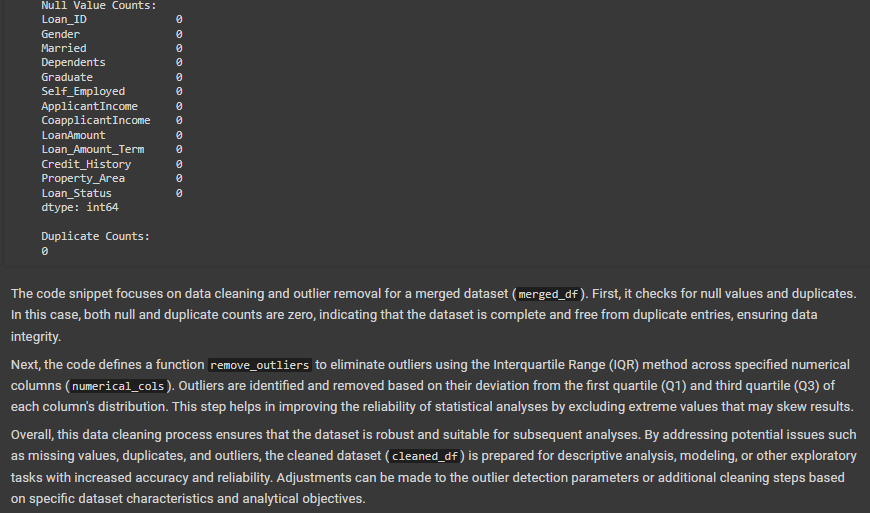 Null Value Counts:
Loan_ID 0
Gender 0
Married 0
Dependents 0
Graduate 0
Self_Employed 0
ApplicantIncome 0
CoapplicantIncome 0
LoanAmount 0
Loan_Amount_Term 0
Credit_History 0
Property_Area 0
Loan_Status 0
dtype: int64
Duplicate Counts:
0
The code snippet focuses on data cleaning and outlier removal for a merged dataset (merged_df). First, it checks for null values and duplicates.
In this case, both null and duplicate counts are zero, indicating that the dataset is complete and free from duplicate entries, ensuring data
integrity.
Next, the code defines a function remove_outliers to eliminate outliers using the Interquartile Range (IQR) method across specified numerical
columns (numerical_cols). Outliers are identified and removed based on their deviation from the first quartile (Q1) and third quartile (Q3) of
each column's distribution. This step helps in improving the reliability of statistical analyses by excluding extreme values that may skew results.
Overall, this data cleaning process ensures that the dataset is robust and suitable for subsequent analyses. By addressing potential issues such
as missing values, duplicates, and outliers, the cleaned dataset (cleaned_df) is prepared for descriptive analysis, modeling, or other exploratory
tasks with increased accuracy and reliability. Adjustments can be made to the outlier detection parameters or additional cleaning steps based
on specific dataset characteristics and analytical objectives.